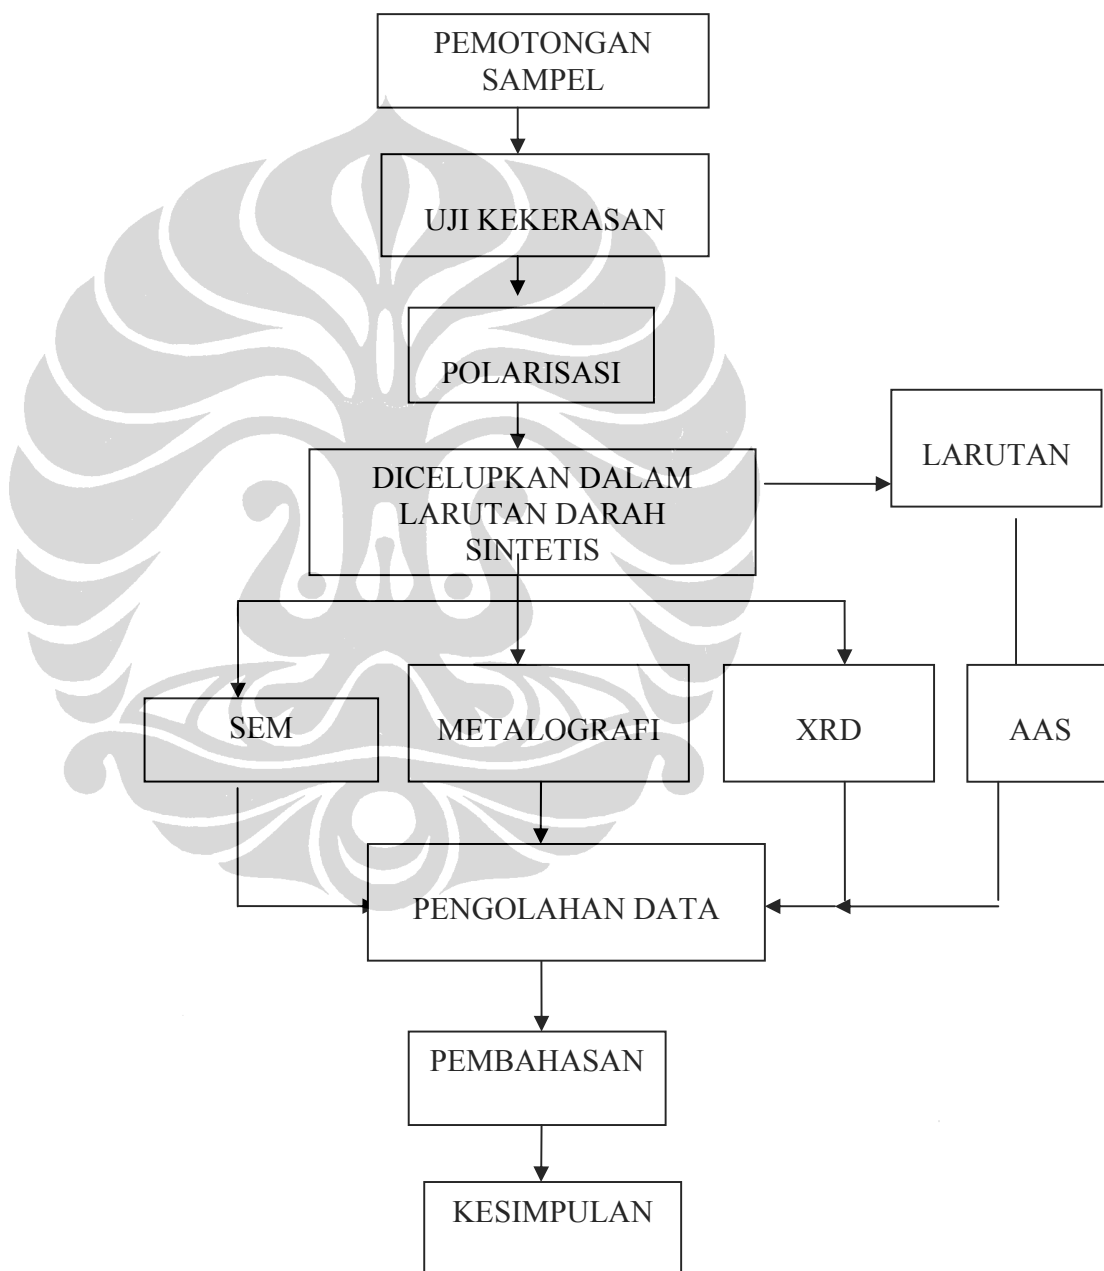 PEMOTONGAN
SAMPEL
UJI KEKERASAN
POLARISASI
DICELUPKAN DALAM
LARUTAN DARAH
SINTETIS
LARUTAN
SEM
METALOGRAFI
XRD
AAS
PENGOLAHAN DATA
PEMBAHASAN
KESIMPULAN